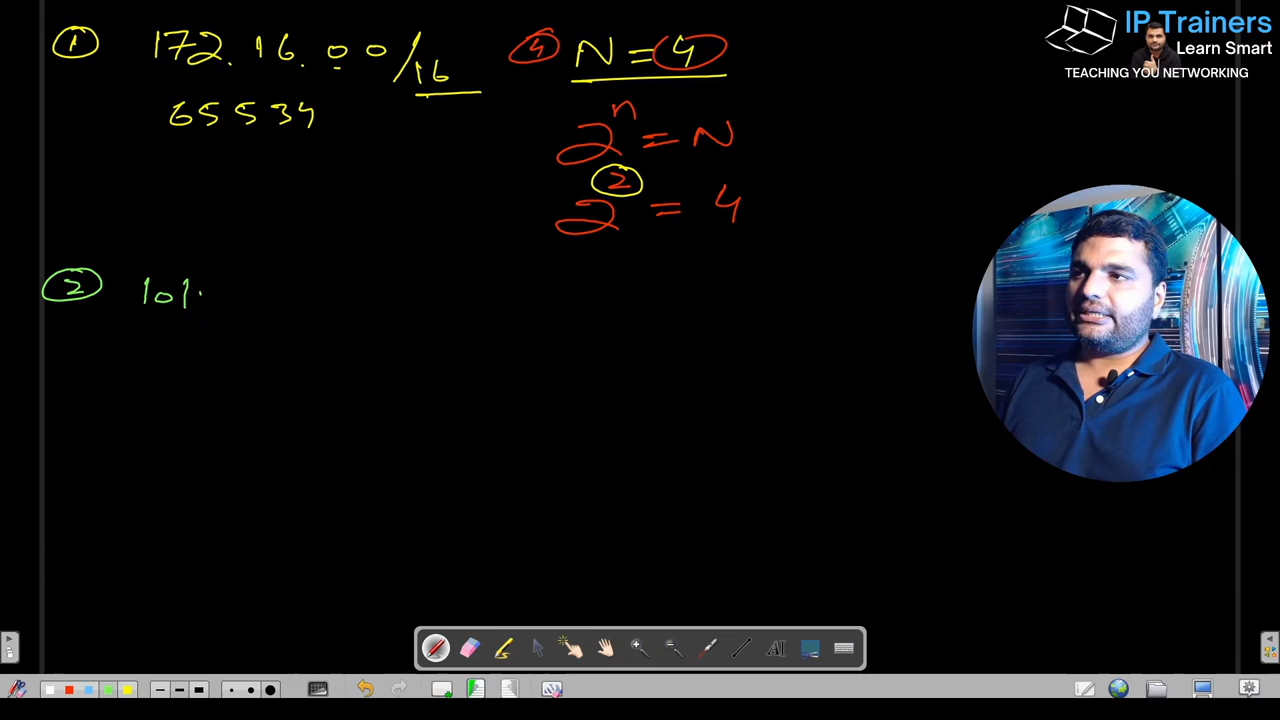 ① 172.16.0 0/16
65534
④ N=4
2ⁿ = N
2² = 4
② 101.
IP Trainers
Learn Smart
TEACHING YOU NETWORKING
AI